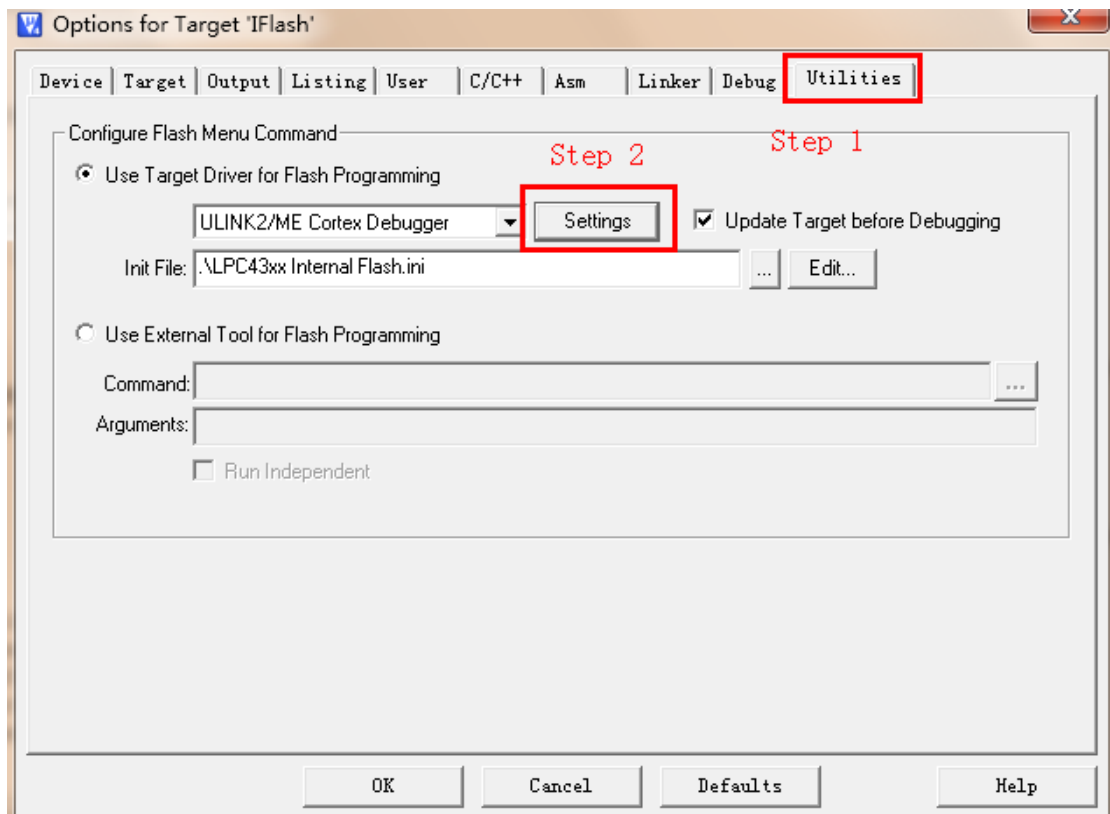 Options for Target 'IFlash'
Device Target Output Listing User C/C++ Asm Linker Debug Utilities
Configure Flash Menu Command
Step 2 Step 1
Use Target Driver for Flash Programming
ULINK2/ME Cortex Debugger Settings Update Target before Debugging
Init File: .\LPC43xx Internal Flash.ini ... Edit...
Use External Tool for Flash Programming
Command: ...
Arguments:
Run Independent
OK Cancel Defaults Help